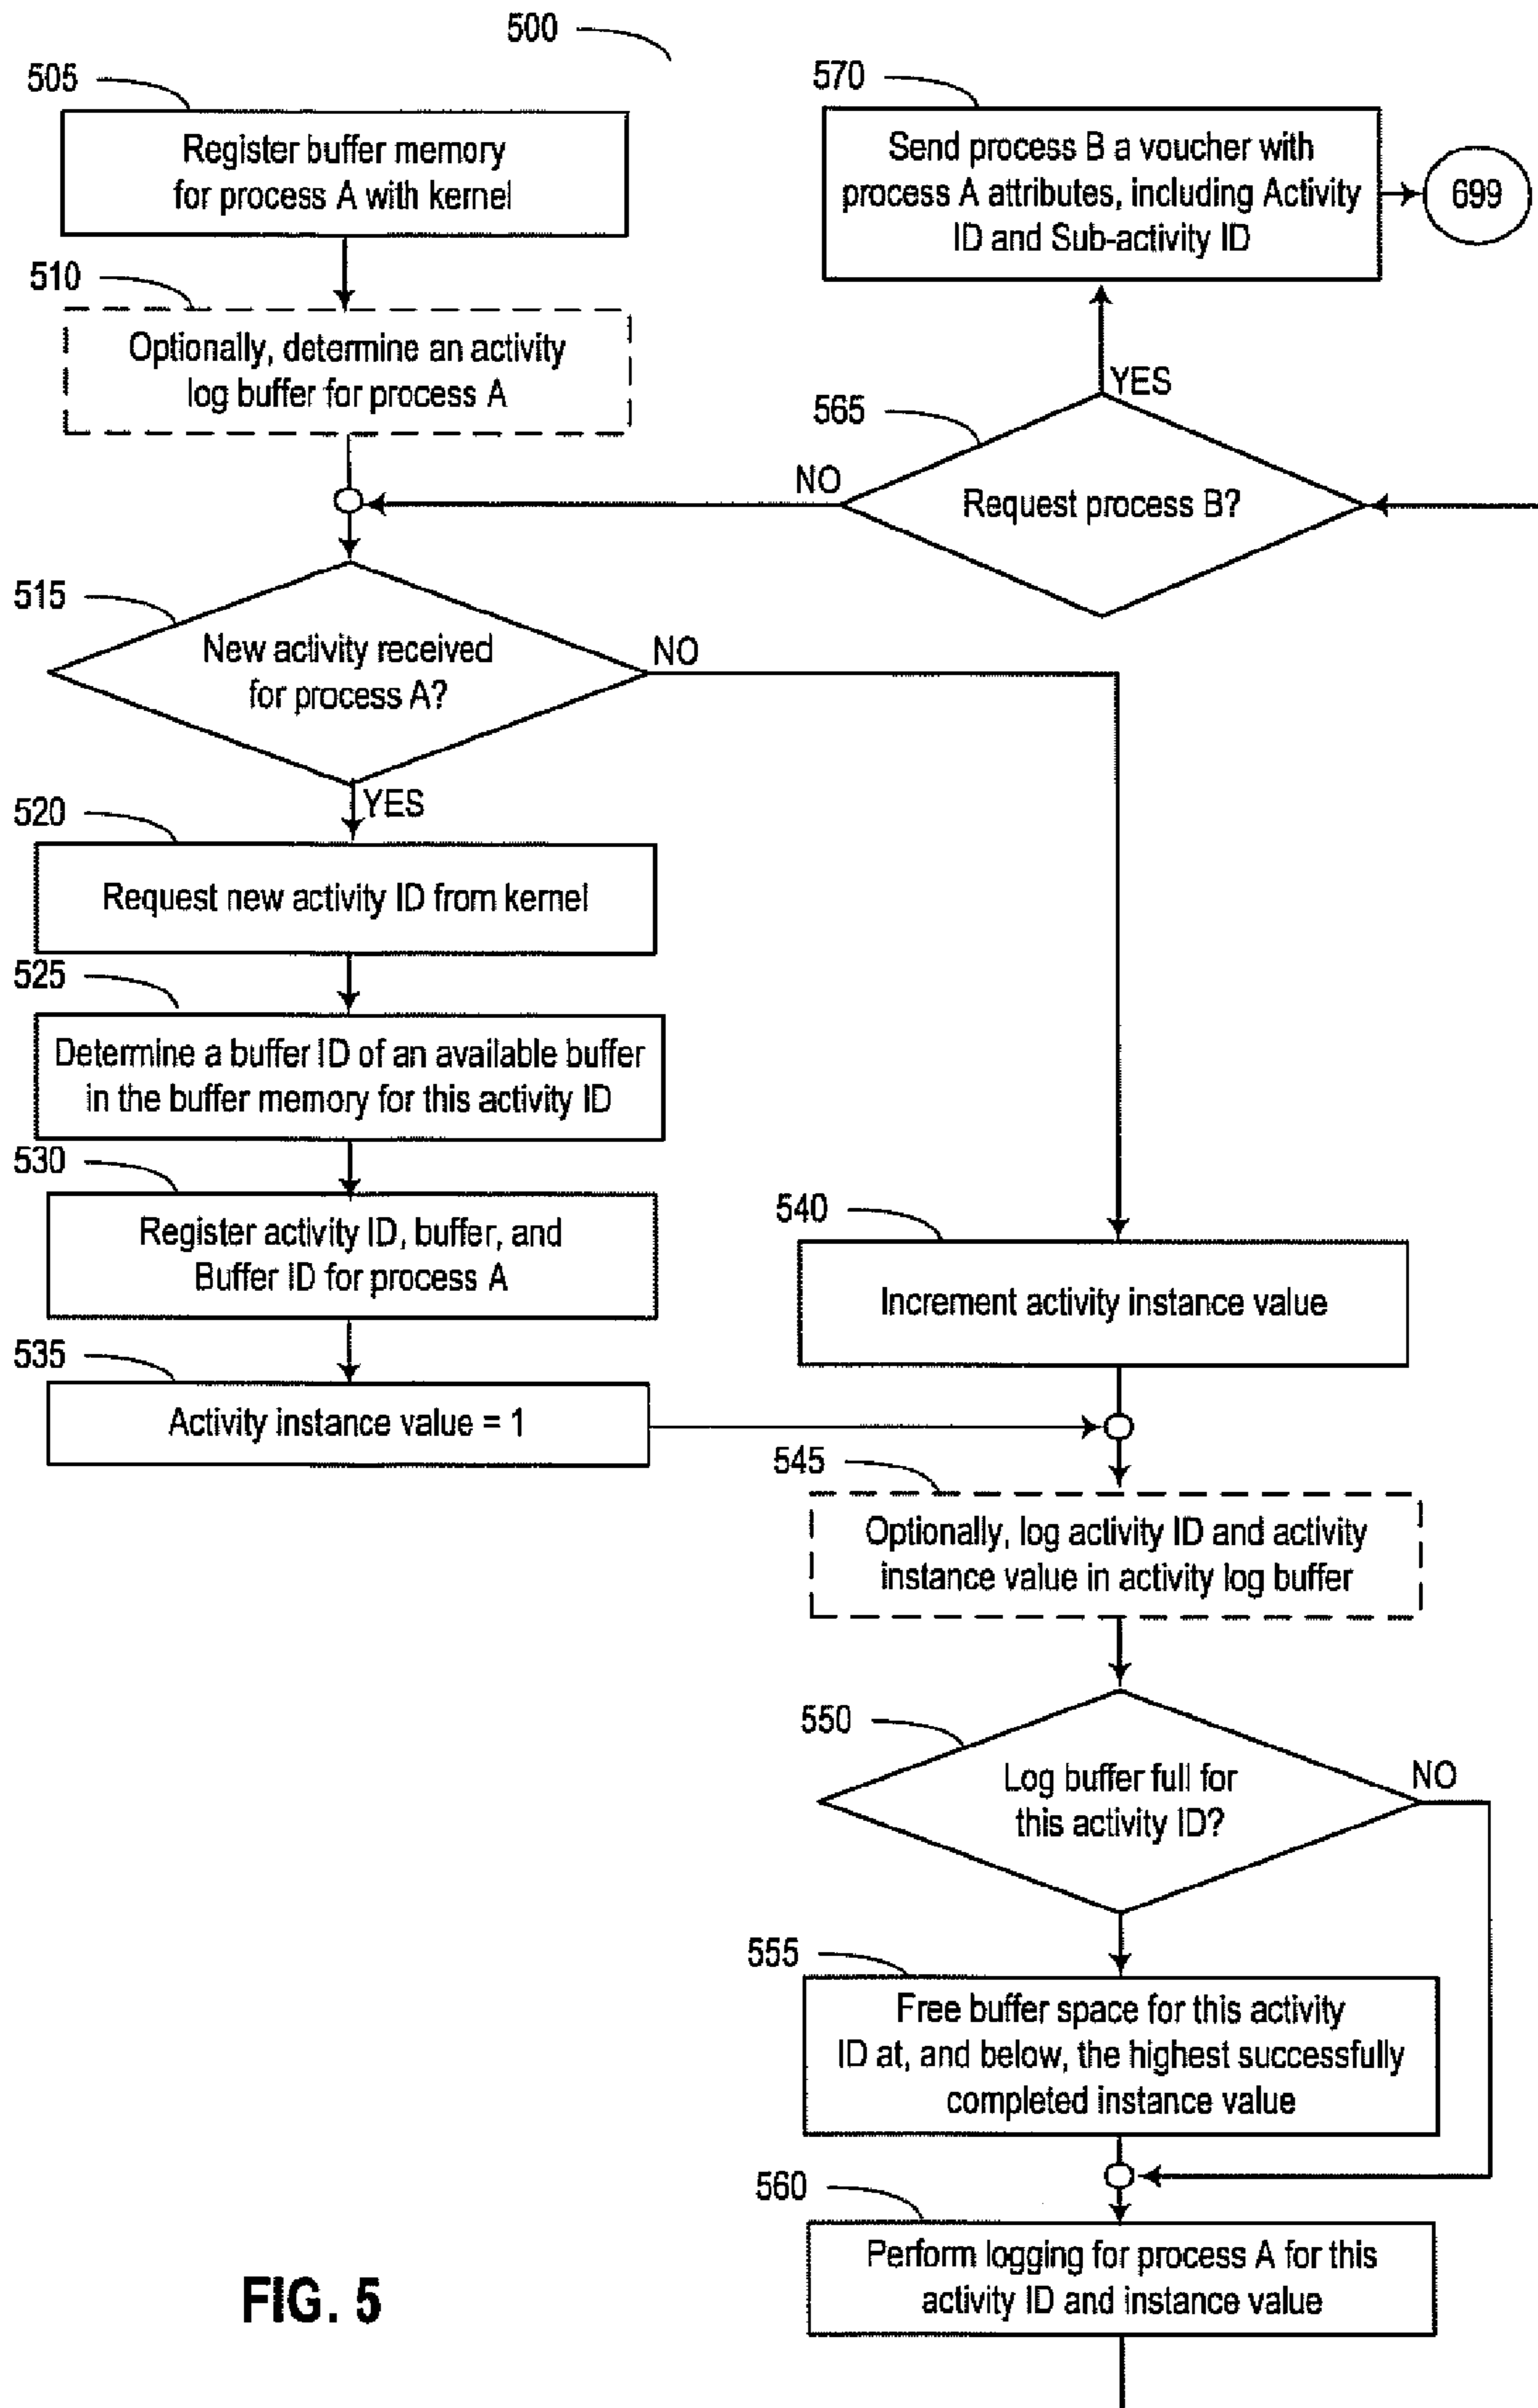 500
505
Register buffer memory
for process A with kernel
510
Optionally, determine an activity
log buffer for process A
570
Send process B a voucher with
process A attributes, including Activity
ID and Sub-activity ID
699
YES
565
Request process B?
NO
515
New activity received
for process A?
NO
YES
520
Request new activity ID from kernel
525
Determine a buffer ID of an available buffer
in the buffer memory for this activity ID
530
Register activity ID, buffer, and
Buffer ID for process A
535
Activity instance value = 1
540
Increment activity instance value
545
Optionally, log activity ID and activity
instance value in activity log buffer
550
Log buffer full for
this activity ID?
NO
555
Free buffer space for this activity
ID at, and below, the highest successfully
completed instance value
560
Perform logging for process A for this
activity ID and instance value
FIG. 5